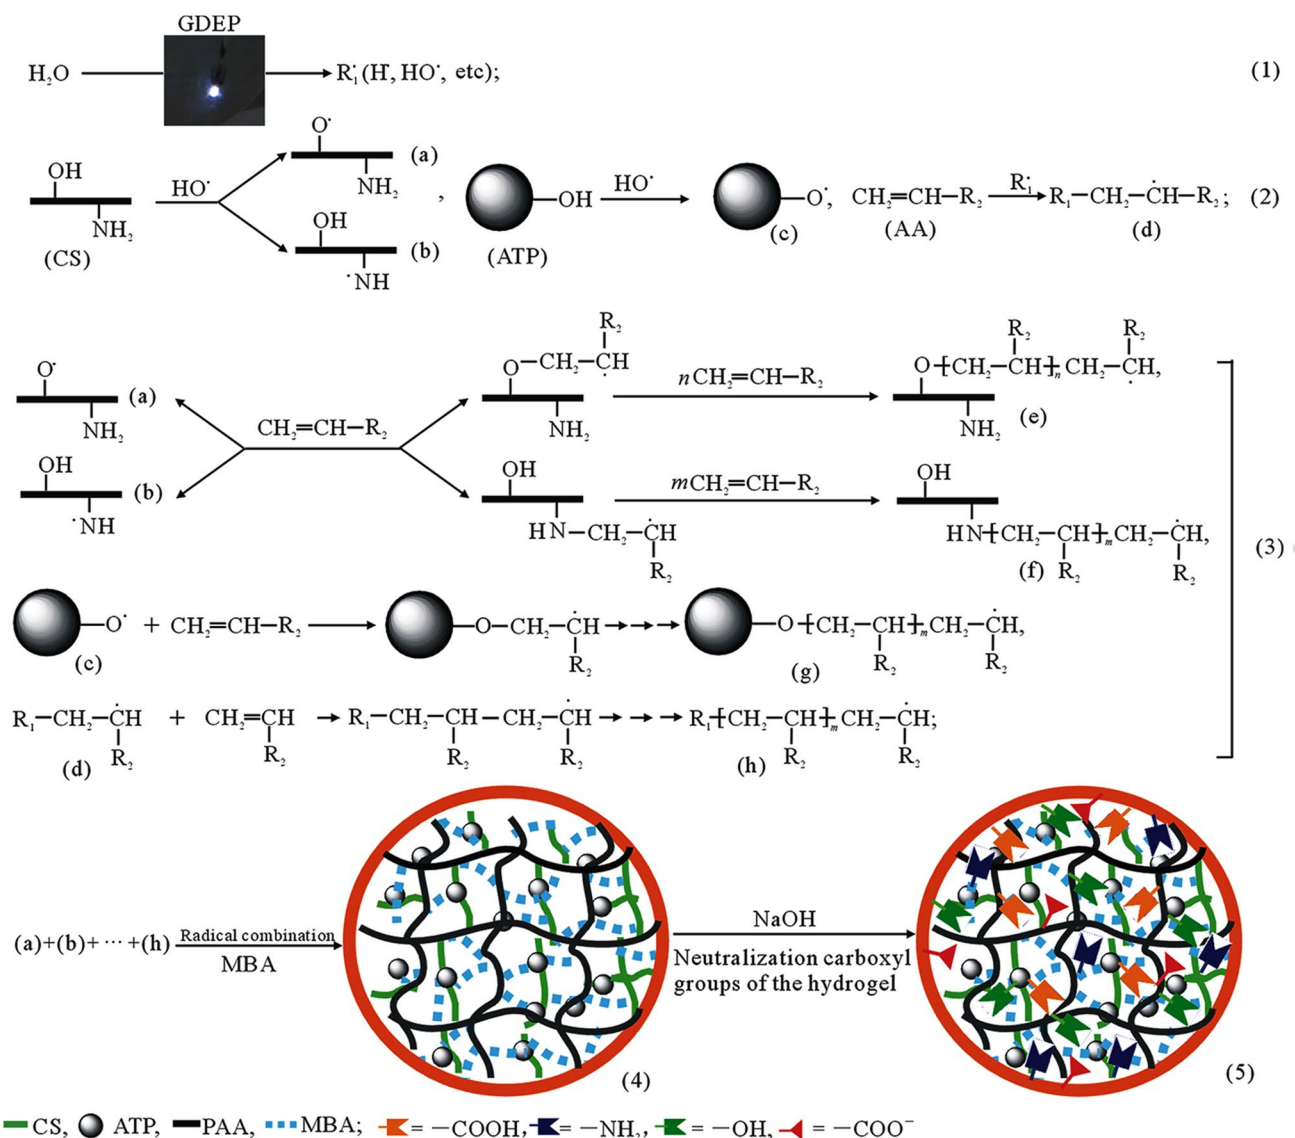 GDEP
H₂O R₁˙(H˙, HO˙, etc); (1)
OH HO˙ O˙ (a)
NH₂
NH₂ (CS)
OH (b)
˙NH
, OH HO˙ O˙, CH₂=CH—R₂ R₁˙ R₁—CH₂—ĊH—R₂; (2)
(ATP) (c) (AA) (d)
O˙ (a)
NH₂
OH (b)
˙NH
CH₂=CH—R₂
R₂
O—CH₂—ĊH
NH₂
nCH₂=CH—R₂
R₂ R₂
O—[CH₂—CH]ₙ—CH₂—ĊH,
NH₂ (e)
OH
HN—CH₂—ĊH
R₂
mCH₂=CH—R₂
OH
HN—[CH₂—CH]ₘ—CH₂—ĊH,
(f) R₂ R₂
(3)
O˙ + CH₂=CH—R₂ O—CH₂—ĊH O—[CH₂—CH]ₘ—CH₂—ĊH,
(c) R₂ (g) R₂ R₂
R₁—CH₂—ĊH + CH₂=CH R₁—CH₂—CH—CH₂—ĊH R₁—[CH₂—CH]ₘ—CH₂—ĊH;
(d) R₂ R₂ R₂ R₂ (h) R₂ R₂
(a)+(b)+ ··· +(h) Radical combination
MBA
(4)
NaOH
Neutralization carboxyl
groups of the hydrogel
(5)
CS, ATP, PAA, MBA; = —COOH, = —NH₂, = —OH, = —COO⁻